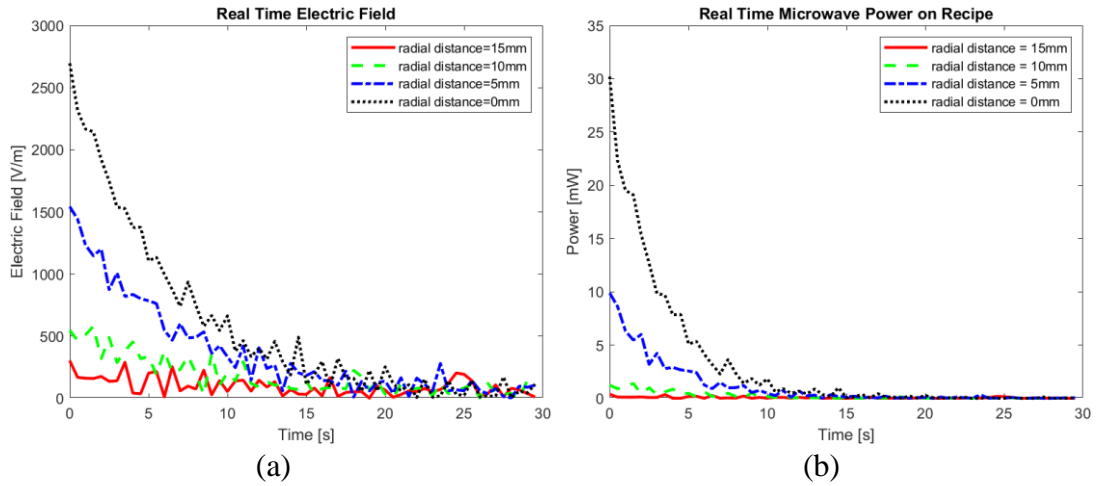 Real Time Electric Field
3000
2500
2000
1500
1000
500
0
Electric Field [V/m]
radial distance=15mm
radial distance=10mm
radial distance=5mm
radial distance=0mm
0 5 10 15 20 25 30
Time [s]
(a)
Real Time Microwave Power on Recipe
35
30
25
20
15
10
5
0
Power [mW]
radial distance = 15mm
radial distance = 10mm
radial distance = 5mm
radial distance = 0mm
0 5 10 15 20 25 30
Time [s]
(b)